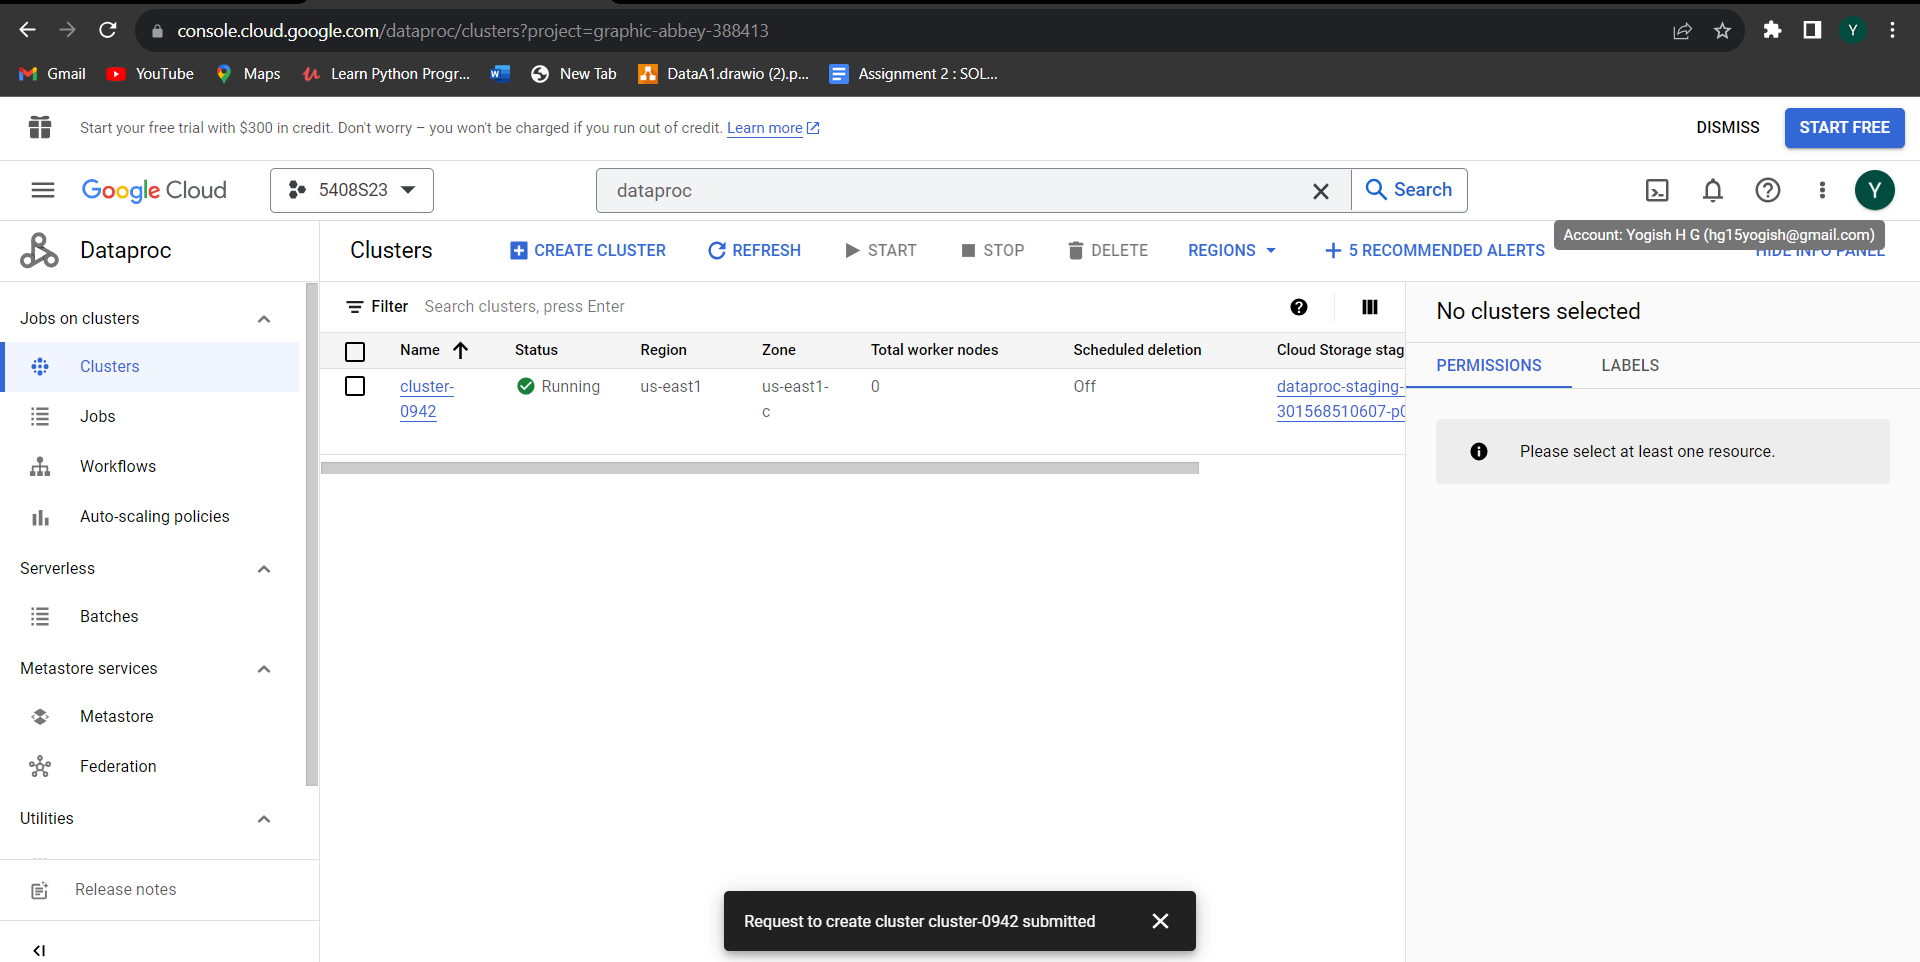 console.cloud.google.com/dataproc/clusters?project=graphic-abbey-388413
Y
Gmail YouTube Maps Learn Python Progr... New Tab DataA1.drawio (2).p... Assignment 2 : SOL...
Start your free trial with $300 in credit. Don't worry – you won't be charged if you run out of credit. Learn more
DISMISS START FREE
Google Cloud 5408S23 dataproc Search Y
Account: Yogish H G (hg15yogish@gmail.com)
Dataproc
Clusters CREATE CLUSTER REFRESH START STOP DELETE REGIONS 5 RECOMMENDED ALERTS HIDE INFO PANEL
Jobs on clusters
Clusters
Jobs
Workflows
Auto-scaling policies
Serverless
Batches
Metastore services
Metastore
Federation
Utilities
Release notes
Filter Search clusters, press Enter
Name Status Region Zone Total worker nodes Scheduled deletion Cloud Storage stag
cluster- Running us-east1 us-east1- 0 Off dataproc-staging-
0942 c 301568510607-p0
No clusters selected
PERMISSIONS LABELS
Please select at least one resource.
Request to create cluster cluster-0942 submitted